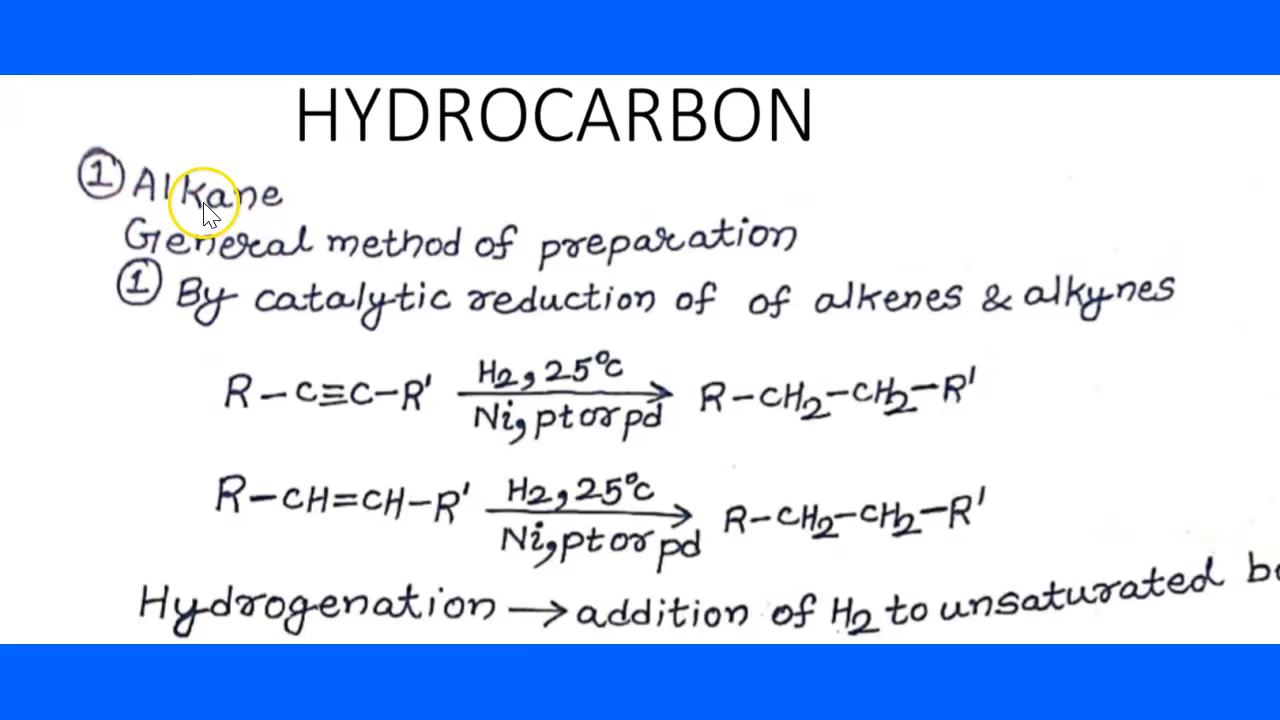 HYDROCARBON
① Alkane
General method of preparation
① By catalytic reduction of of alkenes & alkynes
R-C≡C-R' H2, 25°C Ni, pt or pd → R-CH2-CH2-R'
R-CH=CH-R' H2, 25°C Ni, pt or pd → R-CH2-CH2-R'
Hydrogenation → addition of H2 to unsaturated